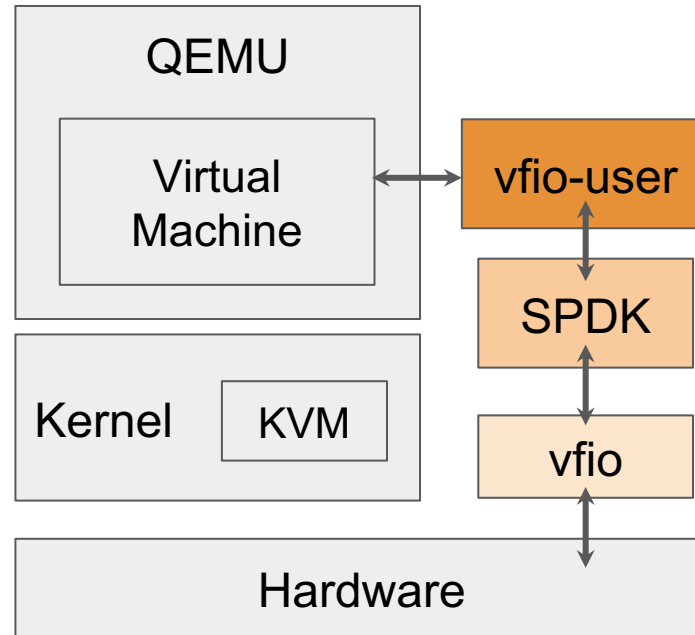 QEMU
Virtual
Machine
vfio-user
SPDK
Kernel
KVM
vfio
Hardware